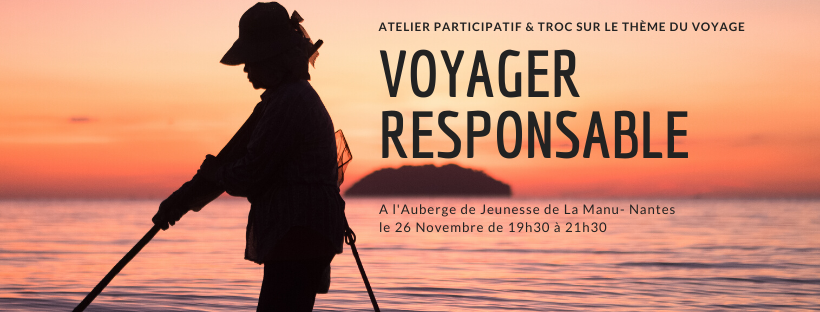 ATELIER PARTICIPATIF & TROC SUR LE THÈME DU VOYAGE
VOYAGER
RESPONSABLE
A l'Auberge de Jeunesse de La Manu- Nantes
le 26 Novembre de 19h30 à 21h30